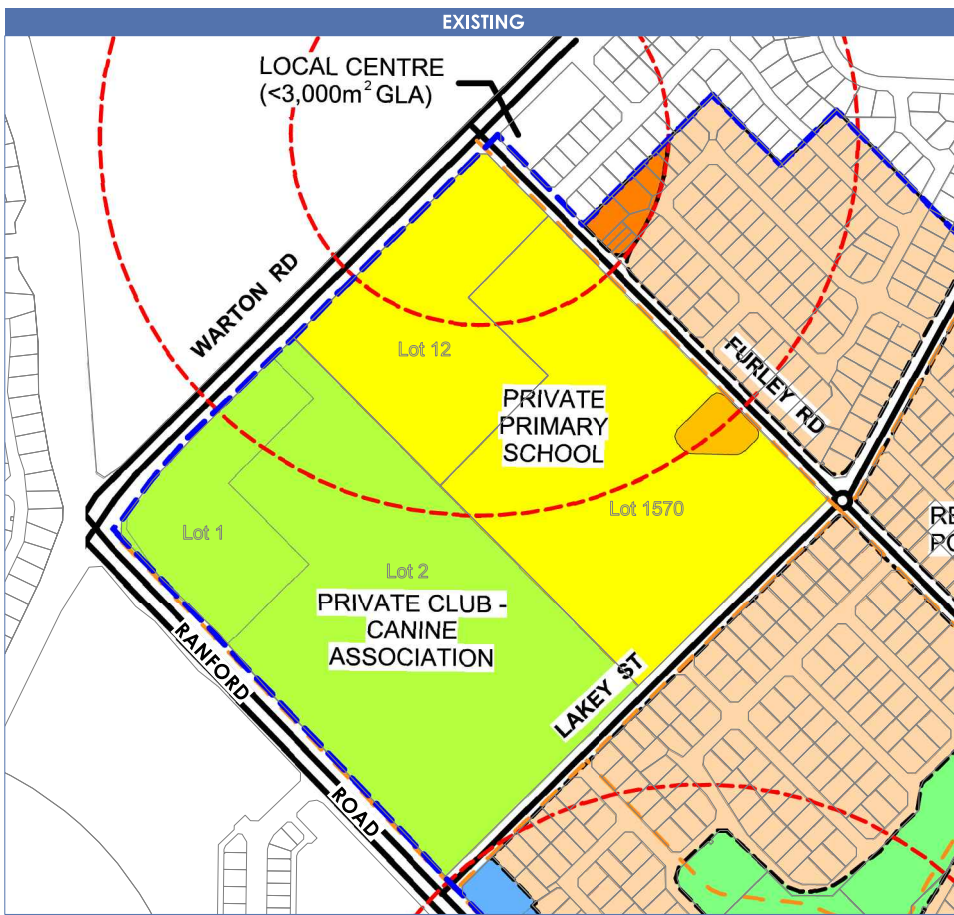 EXISTING
LOCAL CENTRE
(<3,000m² GLA)
WARTON RD
Lot 12
FURLEY RD
PRIVATE
PRIMARY
SCHOOL
Lot 1570
Lot 1
Lot 2
PRIVATE CLUB -
CANINE
ASSOCIATION
RANFORD
ROAD
LAKEY ST